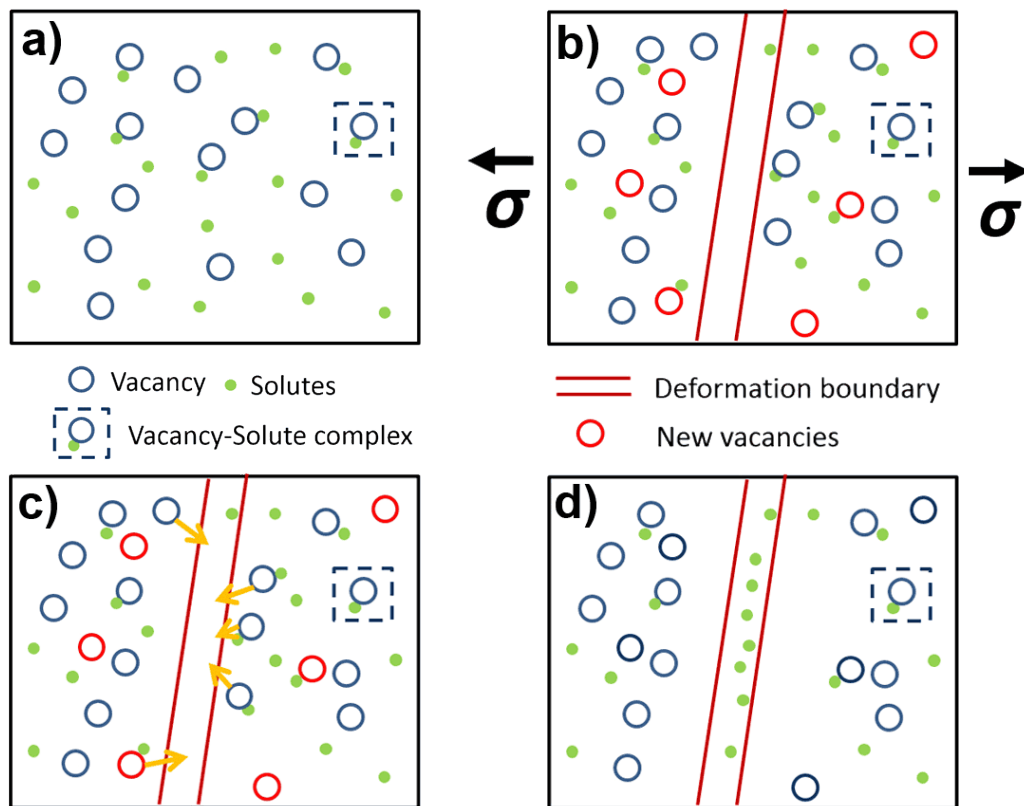 a)
b)
σ
σ
Vacancy
Solutes
Vacancy-Solute complex
Deformation boundary
New vacancies
c)
d)